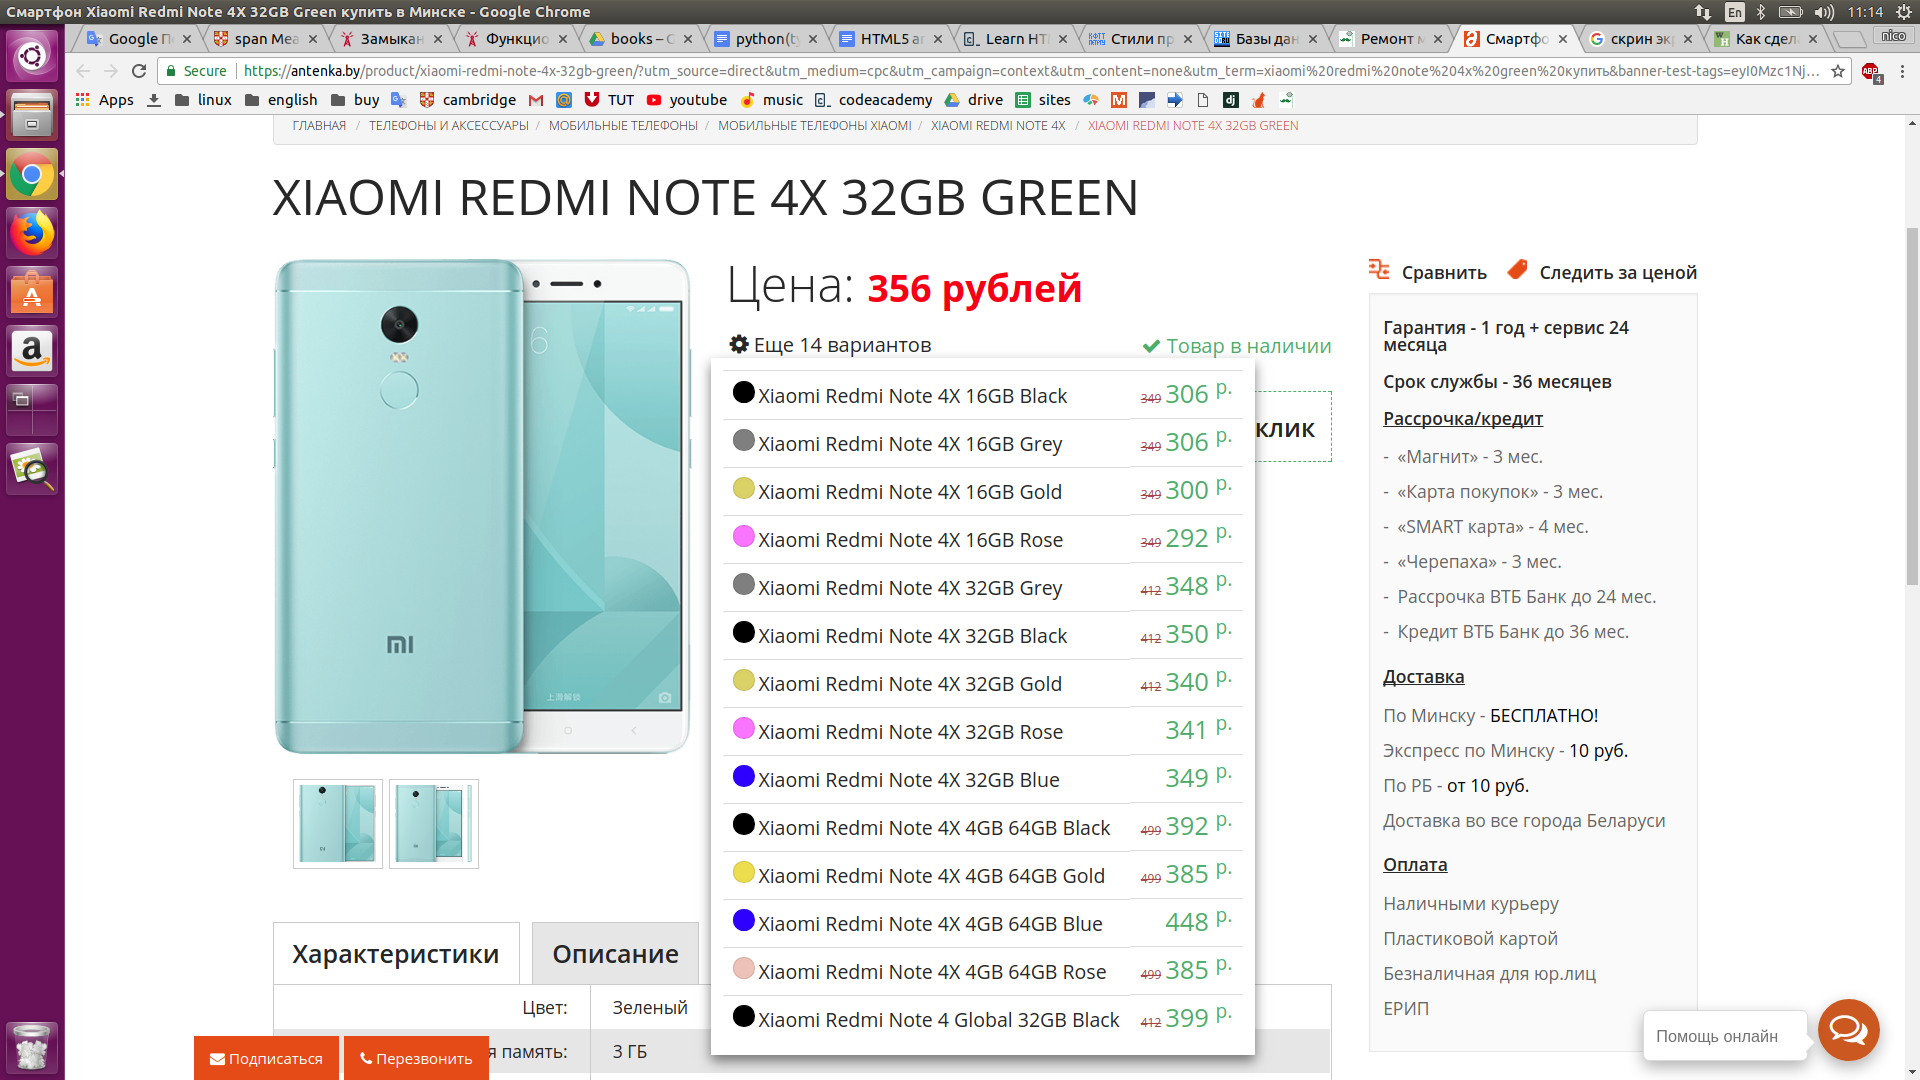 Смартфон Xiaomi Redmi Note 4X 32GB Green купить в Минске - Google Chrome
En
11:14
Google П
span Mea
Замыкан
Функцио
books – G
python(ty
HTML5 an
Learn HT
Стили пр
Базы дан
Ремонт м
Смартфо
скрин экр
Как сдел
nico
Secure
https://antenka.by/product/xiaomi-redmi-note-4x-32gb-green/?utm_source=direct&utm_medium=cpc&utm_campaign=context&utm_content=none&utm_term=xiaomi%20redmi%20note%204x%20green%20купить&banner-test-tags=eyI0Mzc1Nj...
ABP
4
Apps
linux
english
buy
cambridge
TUT
youtube
music
codeacademy
drive
sites
ГЛАВНАЯ / ТЕЛЕФОНЫ И АКСЕССУАРЫ / МОБИЛЬНЫЕ ТЕЛЕФОНЫ / МОБИЛЬНЫЕ ТЕЛЕФОНЫ XIAOMI / XIAOMI REDMI NOTE 4X / XIAOMI REDMI NOTE 4X 32GB GREEN
XIAOMI REDMI NOTE 4X 32GB GREEN
Цена: 356 рублей
Еще 14 вариантов
Товар в наличии
КЛИК
Xiaomi Redmi Note 4X 16GB Black 349 306 р.
Xiaomi Redmi Note 4X 16GB Grey 349 306 р.
Xiaomi Redmi Note 4X 16GB Gold 349 300 р.
Xiaomi Redmi Note 4X 16GB Rose 349 292 р.
Xiaomi Redmi Note 4X 32GB Grey 412 348 р.
Xiaomi Redmi Note 4X 32GB Black 412 350 р.
Xiaomi Redmi Note 4X 32GB Gold 412 340 р.
Xiaomi Redmi Note 4X 32GB Rose 341 р.
Xiaomi Redmi Note 4X 32GB Blue 349 р.
Xiaomi Redmi Note 4X 4GB 64GB Black 499 392 р.
Xiaomi Redmi Note 4X 4GB 64GB Gold 499 385 р.
Xiaomi Redmi Note 4X 4GB 64GB Blue 448 р.
Xiaomi Redmi Note 4X 4GB 64GB Rose 499 385 р.
Xiaomi Redmi Note 4 Global 32GB Black 412 399 р.
Сравнить
Следить за ценой
Гарантия - 1 год + сервис 24
месяца
Срок службы - 36 месяцев
Рассрочка/кредит
- «Магнит» - 3 мес.
- «Карта покупок» - 3 мес.
- «SMART карта» - 4 мес.
- «Черепаха» - 3 мес.
- Рассрочка ВТБ Банк до 24 мес.
- Кредит ВТБ Банк до 36 мес.
Доставка
По Минску - БЕСПЛАТНО!
Экспресс по Минску - 10 руб.
По РБ - от 10 руб.
Доставка во все города Беларуси
Оплата
Наличными курьеру
Пластиковой картой
Безналичная для юр.лиц
ЕРИП
Характеристики
Описание
Цвет: Зеленый
я память: 3 ГБ
Подписаться
Перезвонить
Помощь онлайн